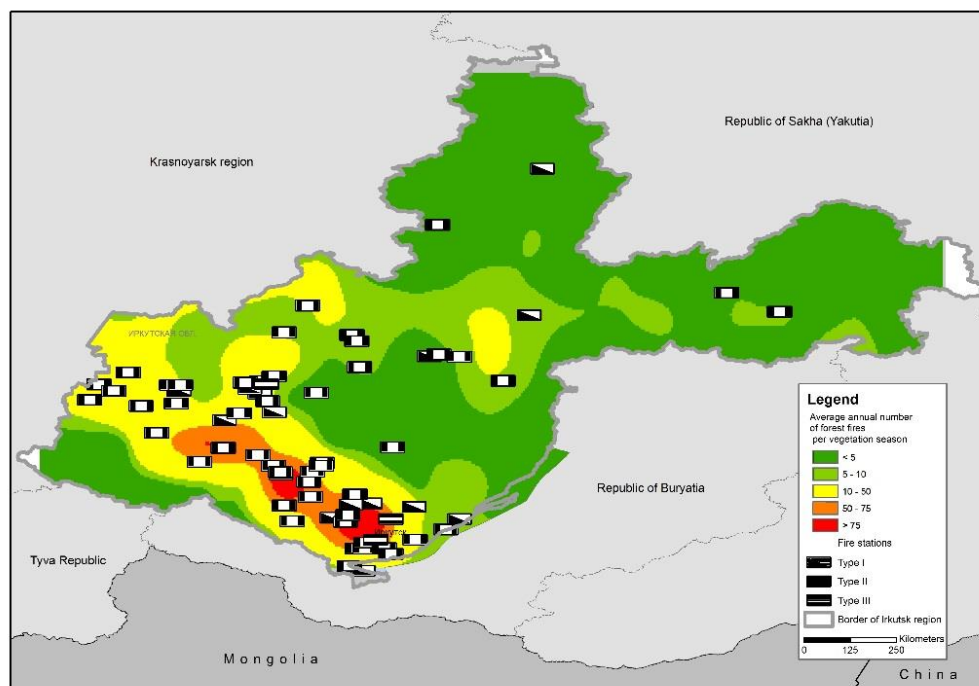 Republic of Sakha (Yakutia)
Krasnoyarsk region
ИРКУТСКАЯ ОБЛ.
Legend
Average annual number
of forest fires
per vegetation season
< 5
5 - 10
10 - 50
50 - 75
> 75
Fire stations
Type I
Type II
Type III
Border of Irkutsk region
Kilometers
0 125 250
Republic of Buryatia
Иркутск
Tyva Republic
Mongolia
China